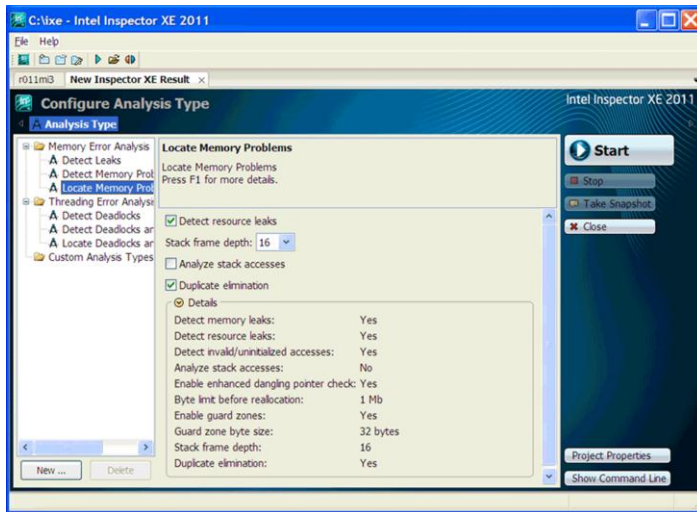 C:\ixe - Intel Inspector XE 2011
File Help
r011mi3 New Inspector XE Result
Configure Analysis Type
Intel Inspector XE 2011
Analysis Type
Memory Error Analysis
Detect Leaks
Detect Memory Prob
Locate Memory Prob
Threading Error Analysis
Detect Deadlocks
Detect Deadlocks an
Locate Deadlocks an
Custom Analysis Types
New ...
Delete
Locate Memory Problems
Locate Memory Problems
Press F1 for more details.
Detect resource leaks
Stack frame depth: 16
Analyze stack accesses
Duplicate elimination
Details
Detect memory leaks: Yes
Detect resource leaks: Yes
Detect invalid/uninitialized accesses: Yes
Analyze stack accesses: No
Enable enhanced dangling pointer check: Yes
Byte limit before reallocation: 1 Mb
Enable guard zones: Yes
Guard zone byte size: 32 bytes
Stack frame depth: 16
Duplicate elimination: Yes
Start
Stop
Take Snapshot
Close
Project Properties
Show Command Line